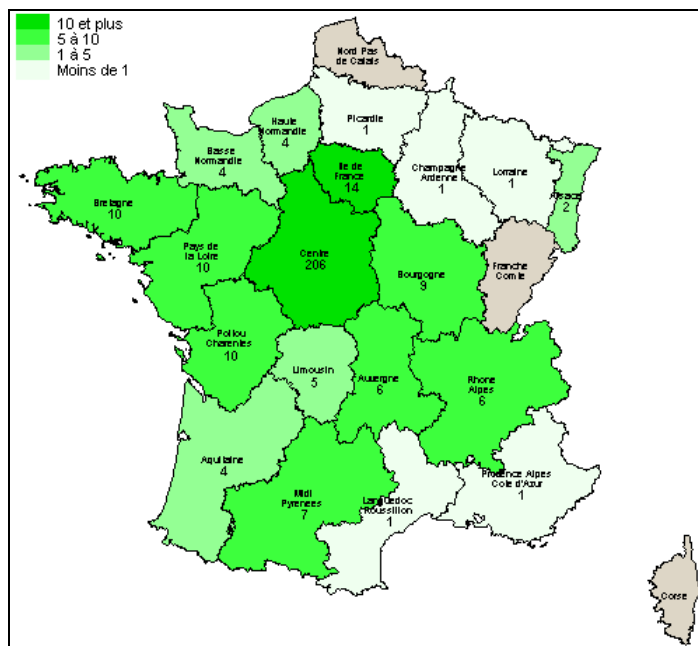 10 et plus
5 à 10
1 à 5
Moins de 1
Nord Pas
de Calais
Picardie
1
Haute
Normandie
4
Basse
Normandie
4
Ile de
France
14
Champagne
Ardenne
1
Lorraine
1
Alsace
2
Bretagne
10
Pays de
la Loire
10
Centre
206
Bourgogne
9
Franche
Comte
Poitou
Charentes
10
Limousin
5
Auvergne
6
Rhone
Alpes
6
Aquitaine
4
Midi
Pyrenees
7
Languedoc
Roussillon
1
Provence Alpes
Cote d'Azur
1
Corse